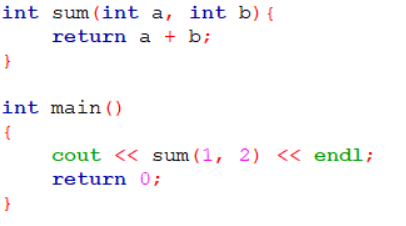 int sum(int a, int b){
    return a + b;
}

int main()
{
    cout << sum(1, 2) << endl;
    return 0;
}